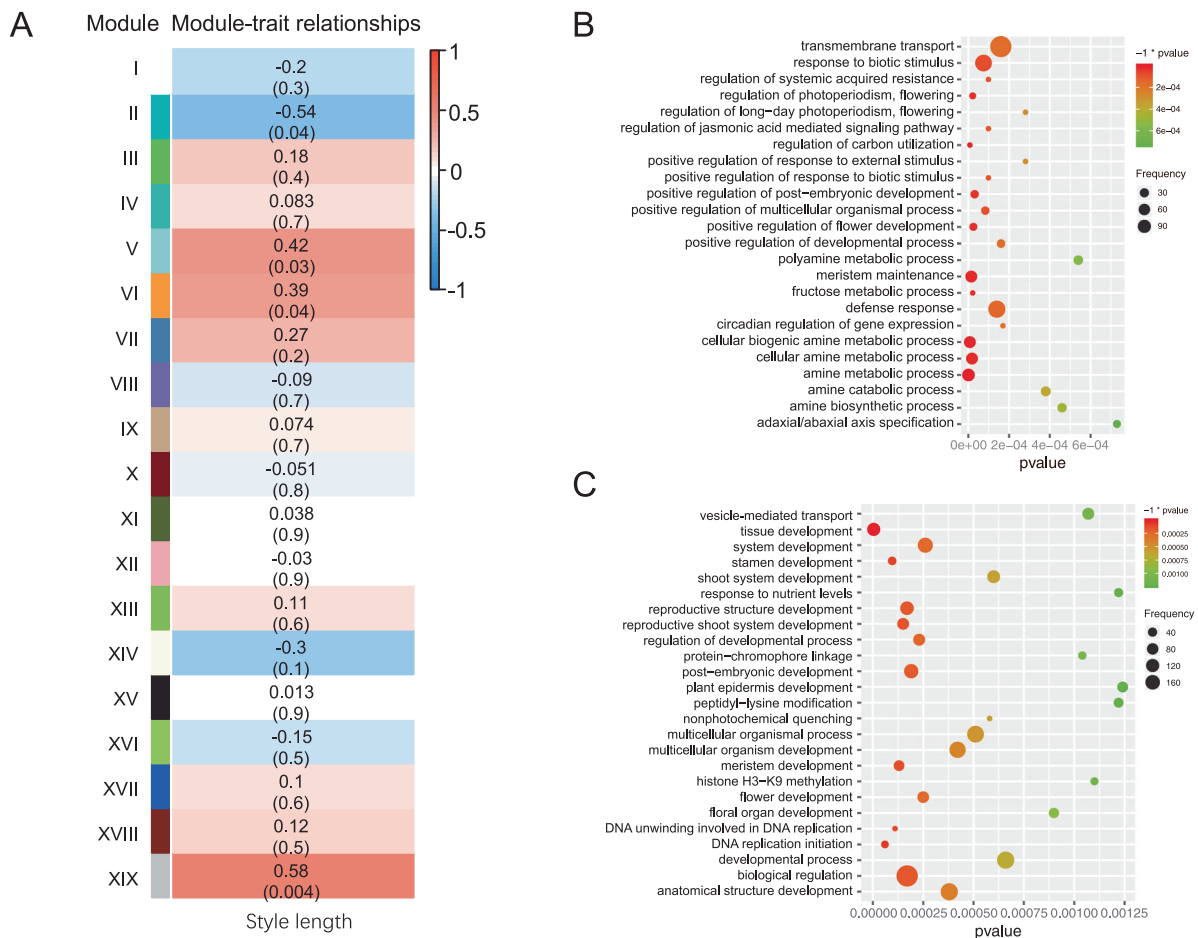 A
Module
Module-trait relationships
I
-0.2
(0.3)
II
-0.54
(0.04)
III
0.18
(0.4)
IV
0.083
(0.7)
V
0.42
(0.03)
VI
0.39
(0.04)
VII
0.27
(0.2)
VIII
-0.09
(0.7)
IX
0.074
(0.7)
X
-0.051
(0.8)
XI
0.038
(0.9)
XII
-0.03
(0.9)
XIII
0.11
(0.6)
XIV
-0.3
(0.1)
XV
0.013
(0.9)
XVI
-0.15
(0.5)
XVII
0.1
(0.6)
XVIII
0.12
(0.5)
XIX
0.58
(0.004)
Style length
1
0.5
0
-0.5
-1
B
transmembrane transport
response to biotic stimulus
regulation of systemic acquired resistance
regulation of photoperiodism, flowering
regulation of long-day photoperiodism, flowering
regulation of jasmonic acid mediated signaling pathway
regulation of carbon utilization
positive regulation of response to external stimulus
positive regulation of response to biotic stimulus
positive regulation of post-embryonic development
positive regulation of multicellular organismal process
positive regulation of flower development
positive regulation of developmental process
polyamine metabolic process
meristem maintenance
fructose metabolic process
defense response
circadian regulation of gene expression
cellular biogenic amine metabolic process
cellular amine metabolic process
amine metabolic process
amine catabolic process
amine biosynthetic process
adaxial/abaxial axis specification
0e+00 2e-04 4e-04 6e-04
pvalue
-1 * pvalue
2e-04
4e-04
6e-04
Frequency
30
60
90
C
vesicle-mediated transport
tissue development
system development
stamen development
shoot system development
response to nutrient levels
reproductive structure development
reproductive shoot system development
regulation of developmental process
protein-chromophore linkage
post-embryonic development
plant epidermis development
peptidyl-lysine modification
nonphotochemical quenching
multicellular organismal process
multicellular organism development
meristem development
histone H3-K9 methylation
flower development
floral organ development
DNA unwinding involved in DNA replication
DNA replication initiation
developmental process
biological regulation
anatomical structure development
0.00000 0.00025 0.00050 0.00075 0.00100 0.00125
pvalue
-1 * pvalue
0.00025
0.00050
0.00075
0.00100
Frequency
40
80
120
160